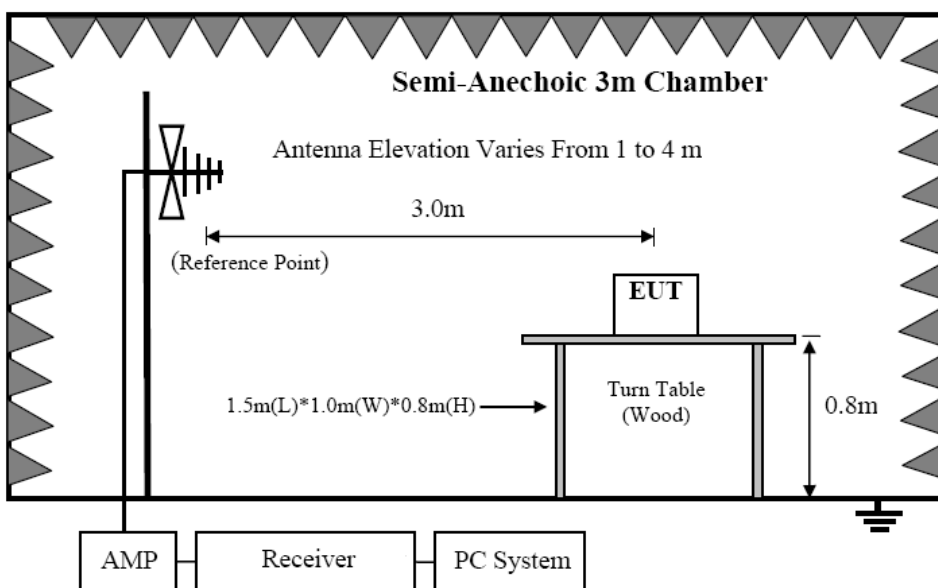 Semi-Anechoic 3m Chamber
Antenna Elevation Varies From 1 to 4 m
3.0m
(Reference Point)
EUT
1.5m(L)*1.0m(W)*0.8m(H)
Turn Table
(Wood)
0.8m
AMP
Receiver
PC System